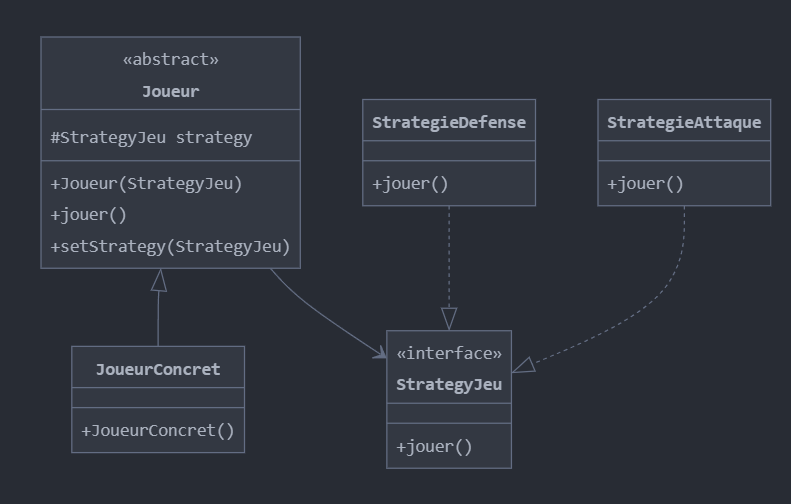 «abstract»
Joueur
#StrategyJeu strategy
+Joueur(StrategyJeu)
+jouer()
+setStrategy(StrategyJeu)
StrategieDefense
+jouer()
StrategieAttaque
+jouer()
JoueurConcret
+JoueurConcret()
«interface»
StrategyJeu
+jouer()